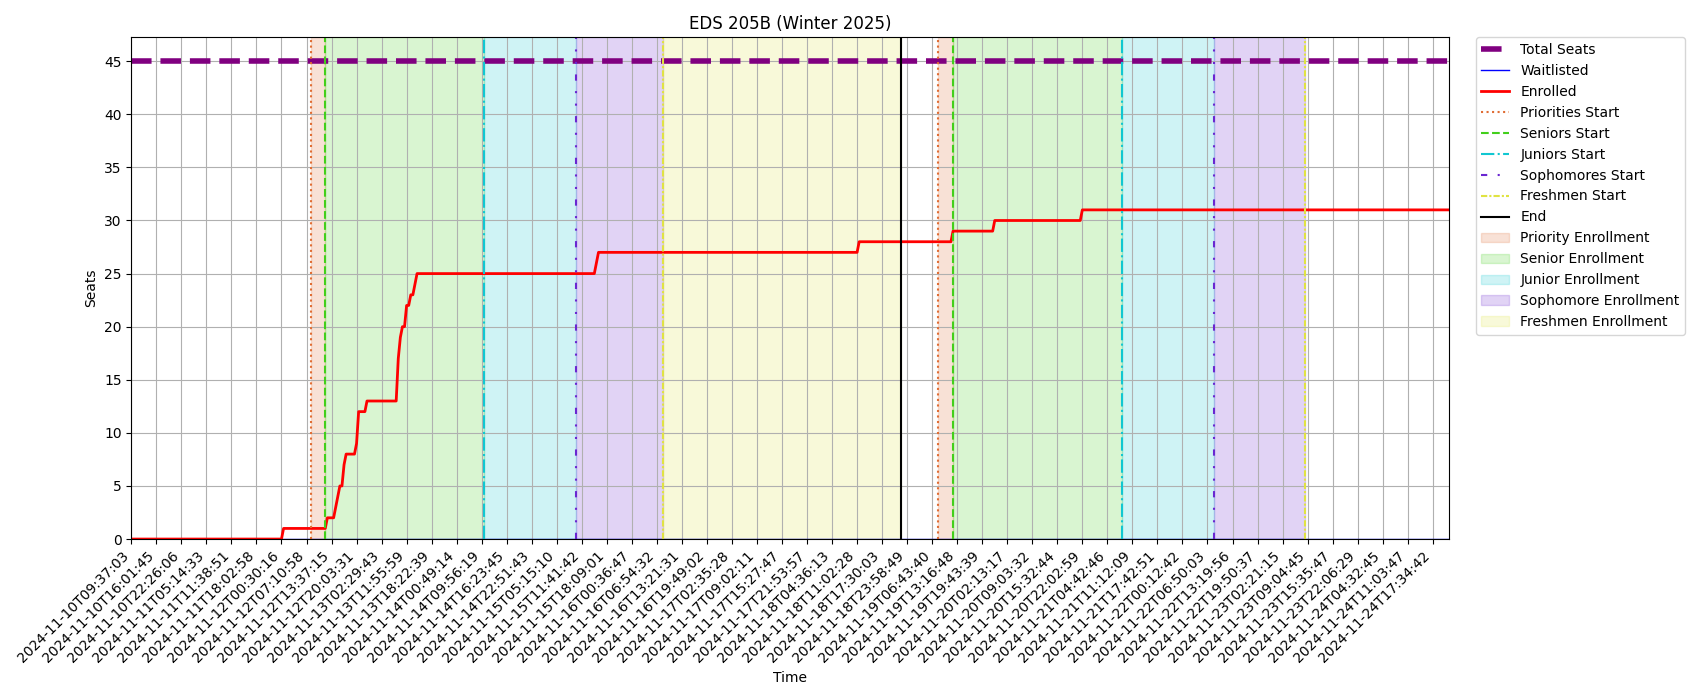 EDS 205B (Winter 2025)
45
40
35
30
25
20
15
10
5
0
Seats
2024-11-10T09:37:03
2024-11-10T16:01:45
2024-11-10T22:26:06
2024-11-11T05:14:33
2024-11-11T11:38:51
2024-11-11T18:02:58
2024-11-12T00:30:16
2024-11-12T07:10:58
2024-11-12T13:37:15
2024-11-12T20:03:31
2024-11-13T02:29:43
2024-11-13T11:55:59
2024-11-13T18:22:39
2024-11-14T00:49:14
2024-11-14T09:56:19
2024-11-14T16:23:45
2024-11-14T22:51:43
2024-11-15T05:15:10
2024-11-15T11:41:42
2024-11-15T18:09:01
2024-11-16T00:36:47
2024-11-16T06:54:32
2024-11-16T13:21:31
2024-11-16T19:49:02
2024-11-17T02:35:28
2024-11-17T09:02:11
2024-11-17T15:27:47
2024-11-17T21:53:57
2024-11-18T04:36:13
2024-11-18T11:02:28
2024-11-18T17:30:03
2024-11-18T23:58:49
2024-11-19T06:43:40
2024-11-19T13:16:48
2024-11-19T19:43:39
2024-11-20T02:13:17
2024-11-20T09:03:32
2024-11-20T15:32:44
2024-11-20T22:02:59
2024-11-21T04:42:46
2024-11-21T11:12:09
2024-11-21T17:42:51
2024-11-22T00:12:42
2024-11-22T06:50:03
2024-11-22T13:19:56
2024-11-22T19:50:37
2024-11-23T02:21:15
2024-11-23T09:04:45
2024-11-23T15:35:47
2024-11-23T22:06:29
2024-11-24T04:32:45
2024-11-24T11:03:47
2024-11-24T17:34:42
Time
Total Seats
Waitlisted
Enrolled
Priorities Start
Seniors Start
Juniors Start
Sophomores Start
Freshmen Start
End
Priority Enrollment
Senior Enrollment
Junior Enrollment
Sophomore Enrollment
Freshmen Enrollment